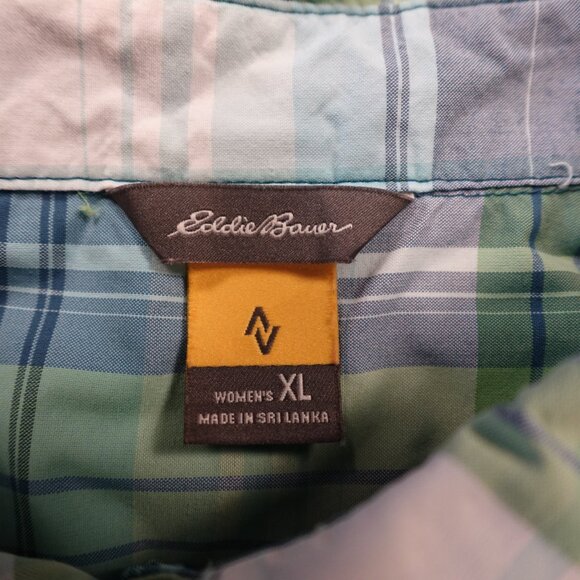 Eddie Bauer
WOMEN'S XL
MADE IN SRI LANKA